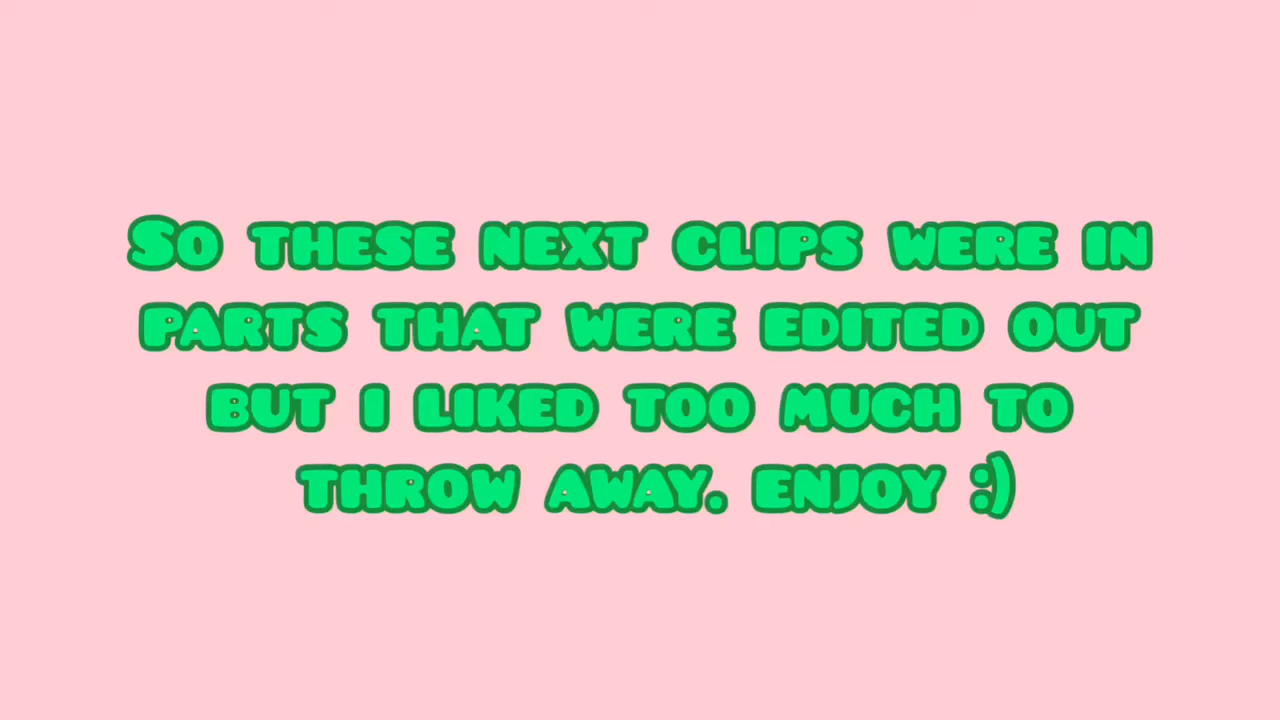 So these next clips were in
parts that were edited out
but i liked too much to
throw away. enjoy :)